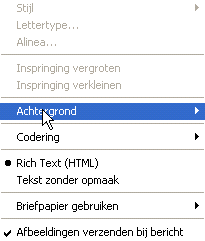 Stijl
Lettertype...
Alinea...
Inspringing vergroten
Inspringing verkleinen
Achtergrond
Codering
Rich Text (HTML)
Tekst zonder opmaak
Briefpapier gebruiken
Afbeeldingen verzenden bij bericht